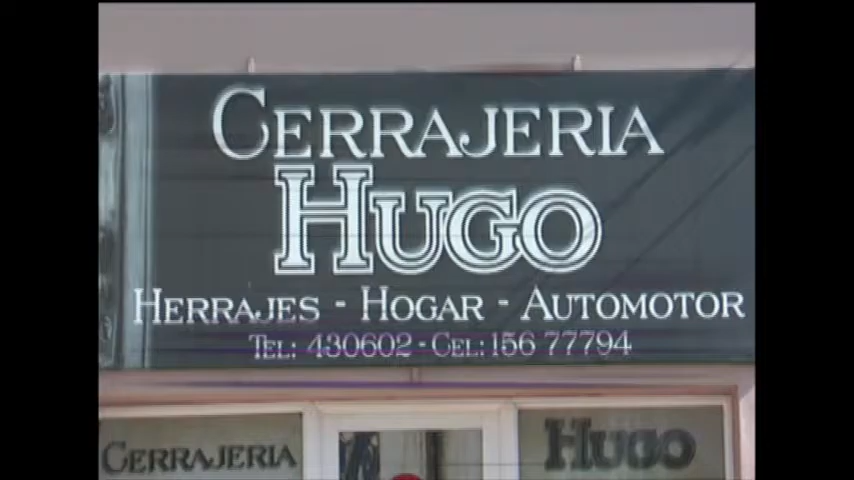 CERRAJERIA
HUGO
HERRAJES - HOGAR - AUTOMOTOR
TEL: 430602 - CEL: 156 77794
CERRAJERIA
HUGO